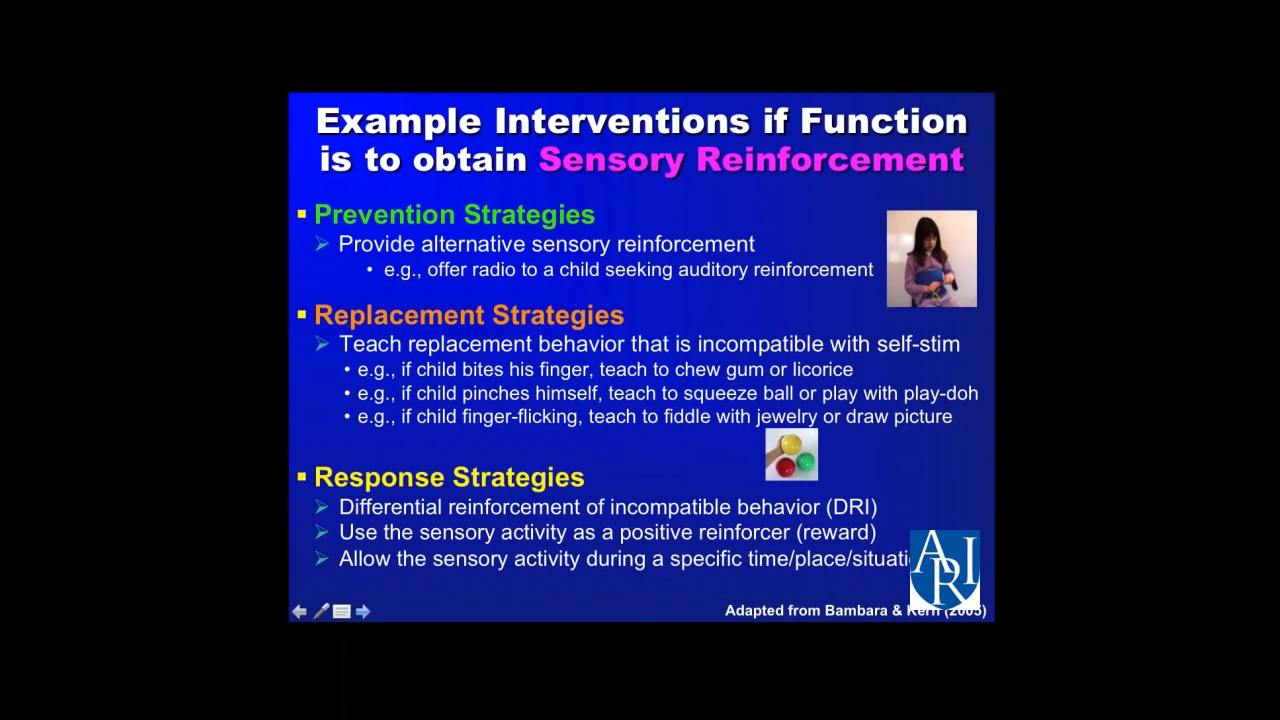 Example Interventions if Function
is to obtain Sensory Reinforcement
Prevention Strategies
Provide alternative sensory reinforcement
• e.g., offer radio to a child seeking auditory reinforcement
Replacement Strategies
Teach replacement behavior that is incompatible with self-stim
• e.g., if child bites his finger, teach to chew gum or licorice
• e.g., if child pinches himself, teach to squeeze ball or play with play-doh
• e.g., if child finger-flicking, teach to fiddle with jewelry or draw picture
Response Strategies
Differential reinforcement of incompatible behavior (DRI)
Use the sensory activity as a positive reinforcer (reward)
Allow the sensory activity during a specific time/place/situati
ARI
Adapted from Bambara & Kern (2005)